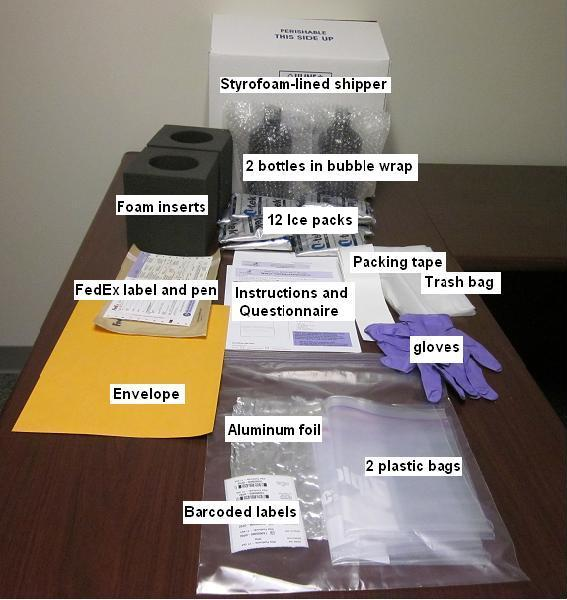 PERISHABLE
THIS SIDE UP
ULINE
Styrofoam-lined shipper
2 bottles in bubble wrap
Foam inserts
12 Ice packs
Packing tape
Trash bag
FedEx label and pen
Instructions and
Questionnaire
gloves
Envelope
Aluminum foil
2 plastic bags
Barcoded labels